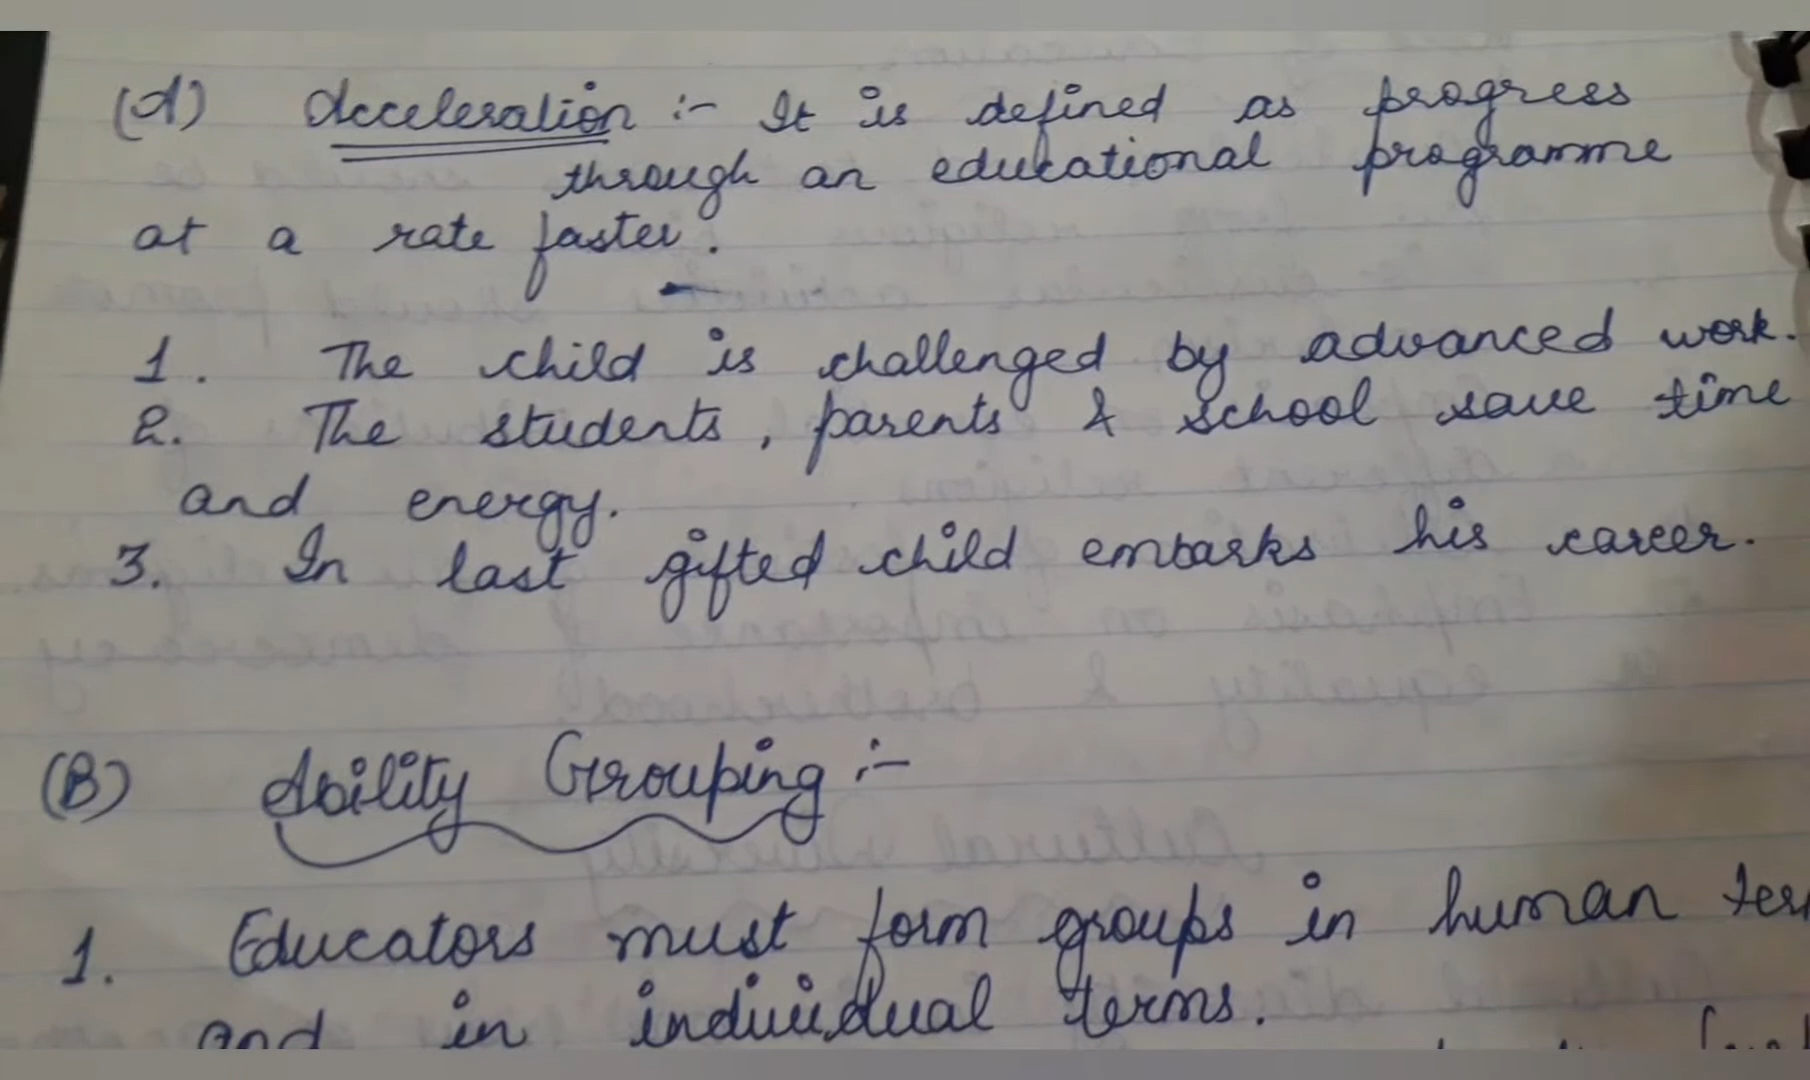 (A) Acceleration :- It is defined as progress
through an educational programme
at a rate faster.
1. The child is challenged by advanced work.
2. The students, parents & school save time
and energy.
3. In last gifted child embarks his career.
(B) Ability Grouping :-
1. Educators must form groups in human
and in individual terms.